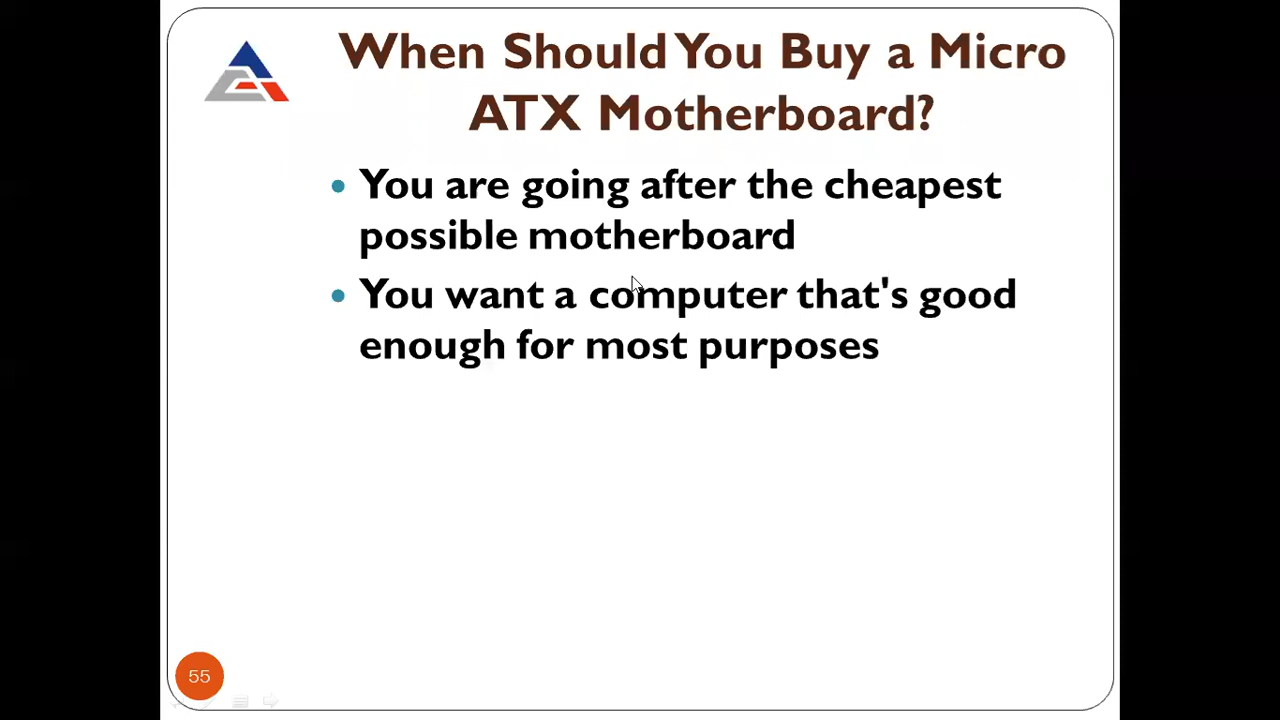 When Should You Buy a Micro
ATX Motherboard?
• You are going after the cheapest
possible motherboard
• You want a computer that's good
enough for most purposes
55